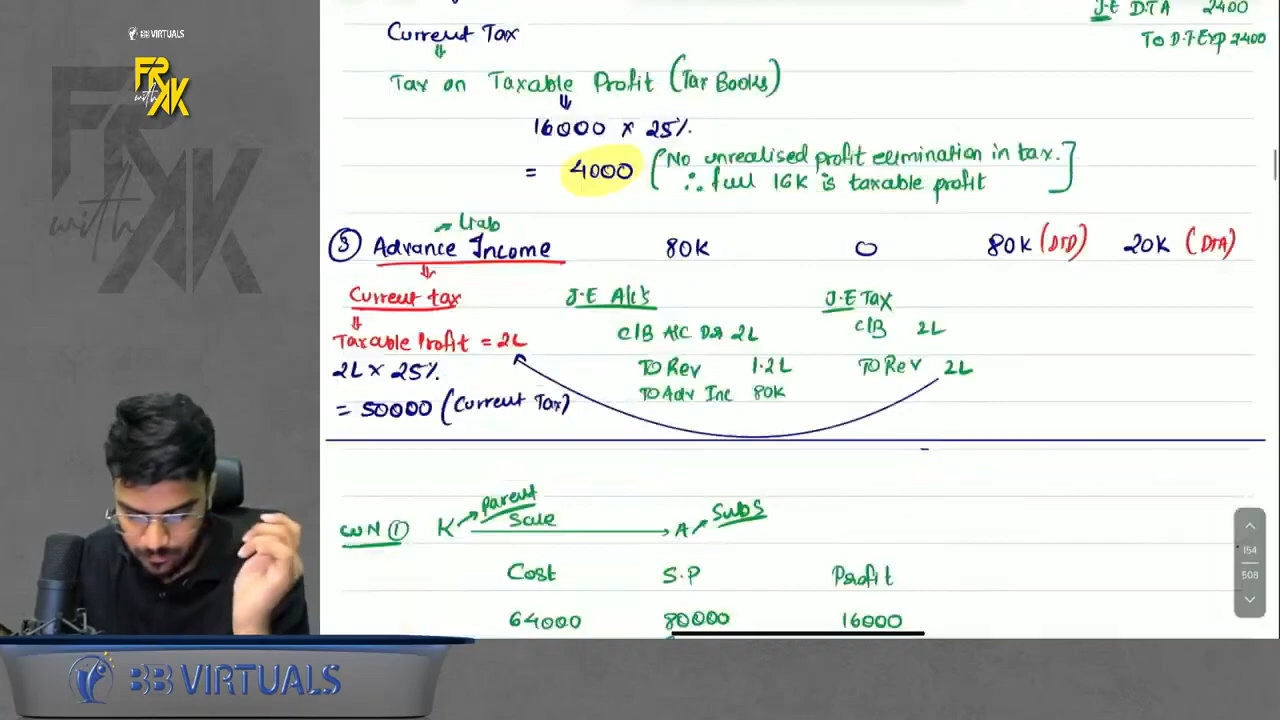 BB VIRTUALS
FR
with
AK
FR
with AK
J.E DTA 2400
To D.T Exp 2400
Current Tax
Tax on Taxable Profit (Tax Books)
16000 x 25%.
= 4000 (No unrealised profit elimination in tax.
∴ full 16K is taxable profit)
→ Liab
③ Advance Income 80K 0 80K (DTD) 20K (DTA)
Current tax J.E A/c's J.E Tax
Taxable Profit = 2L C/B A/C Dr 2L C/B 2L
2L x 25%. To Rev 1.2L To Rev 2L
= 50000 (Current Tax) To Adv Inc 80K
WN ① K → Parent Sale A → Subs
Cost S.P Profit
64000 80000 16000
154
508
BB VIRTUALS